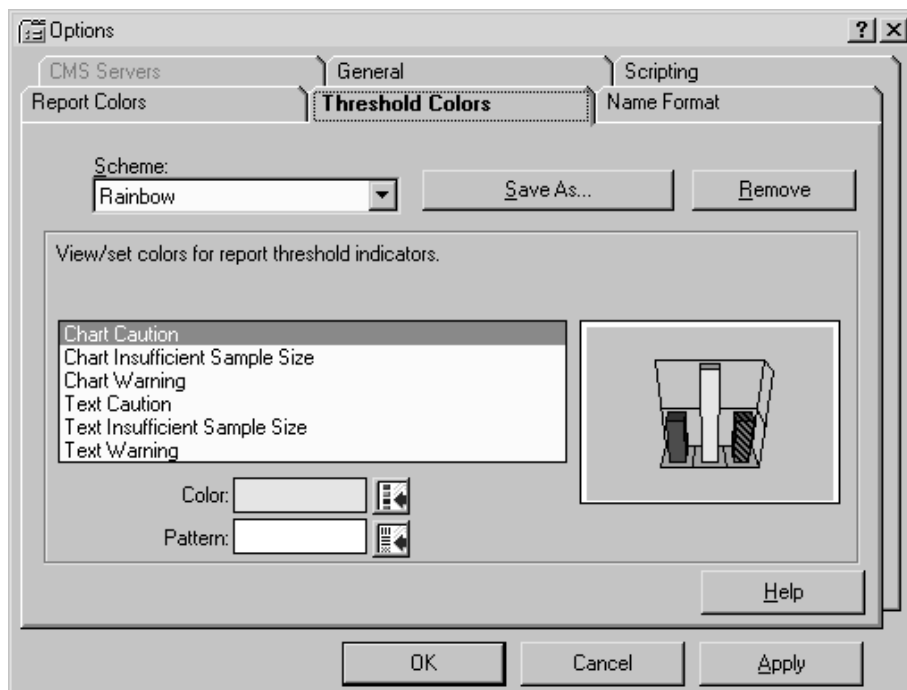 Options
CMS Servers
General
Scripting
Report Colors
Threshold Colors
Name Format
Scheme:
Rainbow
Save As...
Remove
View/set colors for report threshold indicators.
Chart Caution
Chart Insufficient Sample Size
Chart Warning
Text Caution
Text Insufficient Sample Size
Text Warning
Color:
Pattern:
Help
OK
Cancel
Apply